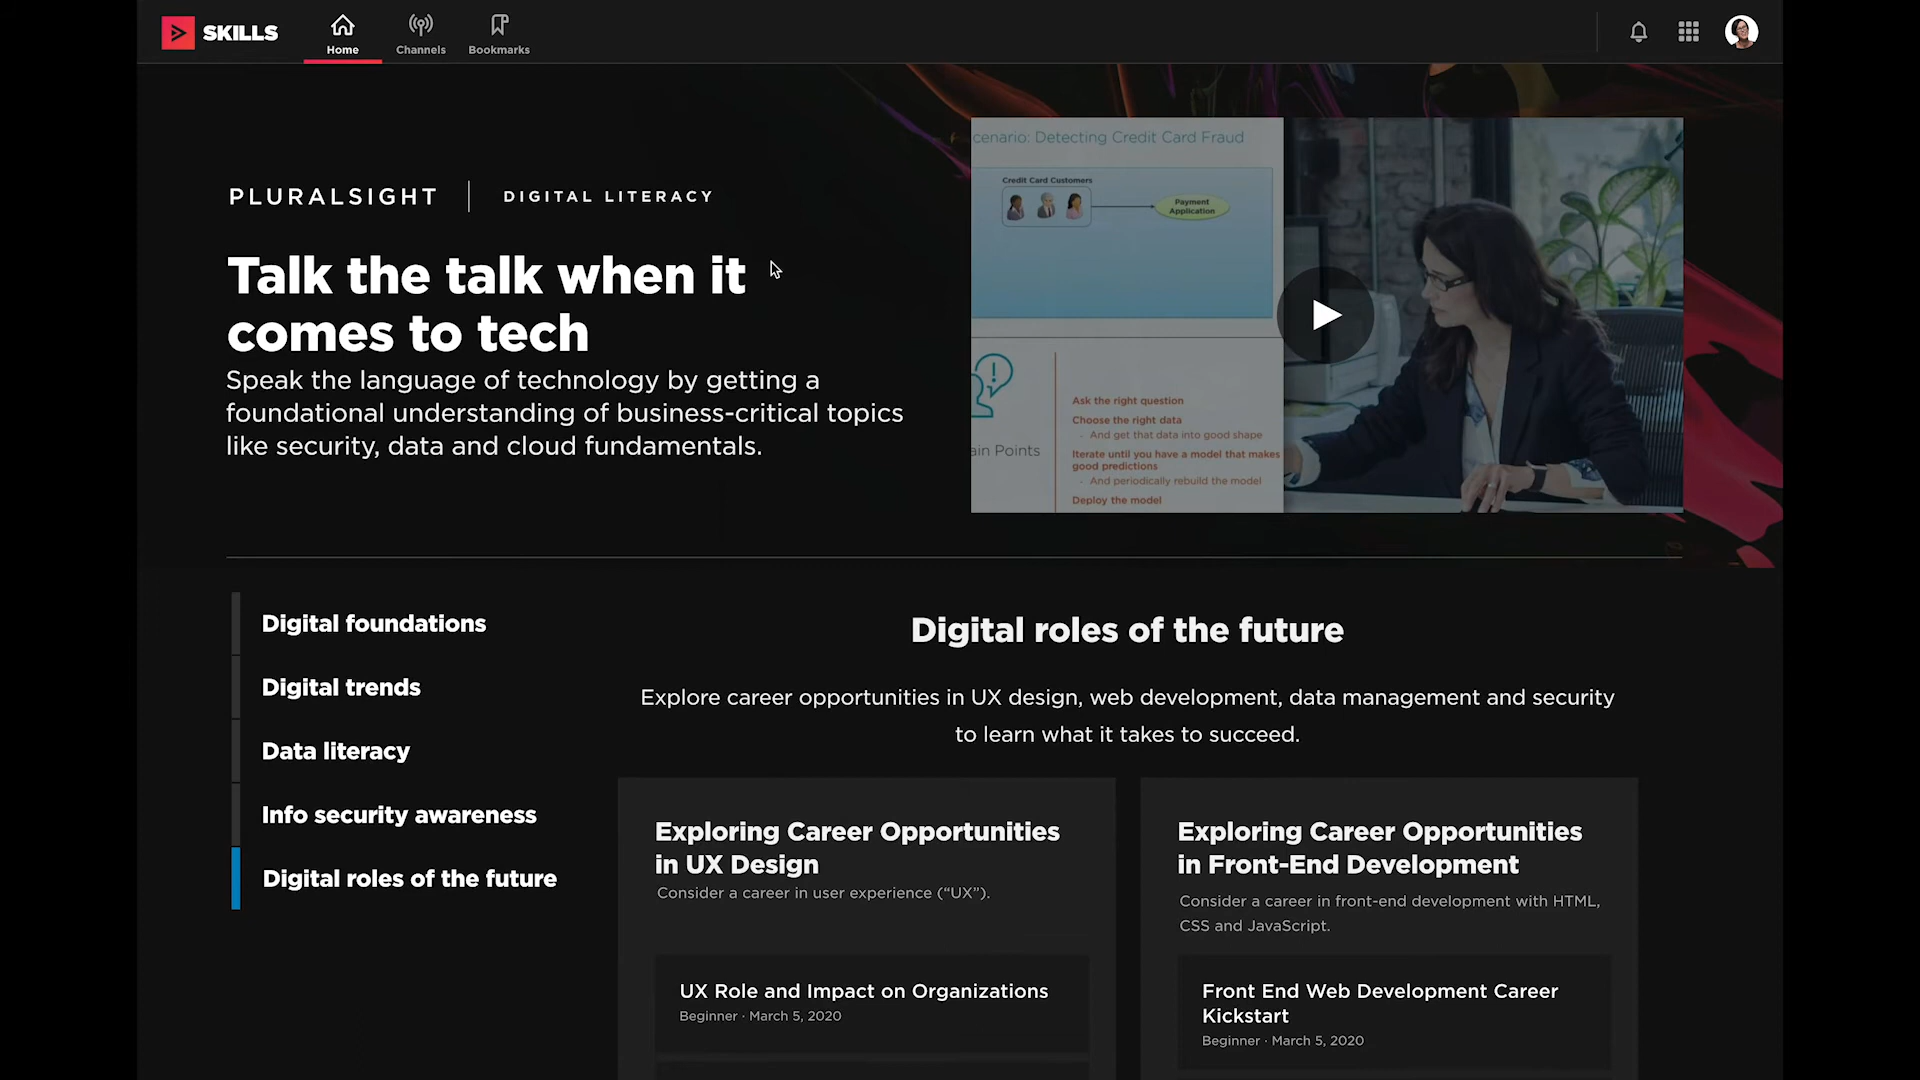 SKILLS
Home
Channels
Bookmarks
PLURALSIGHT
DIGITAL LITERACY
Talk the talk when it
comes to tech
Speak the language of technology by getting a
foundational understanding of business-critical topics
like security, data and cloud fundamentals.
cenario: Detecting Credit Card Fraud
Credit Card Customers
Payment
Application
ain Points
Ask the right question
Choose the right data
- And get that data into good shape
Iterate until you have a model that makes
good predictions
- And periodically rebuild the model
Deploy the model
Digital foundations
Digital trends
Data literacy
Info security awareness
Digital roles of the future
Digital roles of the future
Explore career opportunities in UX design, web development, data management and security
to learn what it takes to succeed.
Exploring Career Opportunities
in UX Design
Consider a career in user experience (“UX”).
UX Role and Impact on Organizations
Beginner · March 5, 2020
Exploring Career Opportunities
in Front-End Development
Consider a career in front-end development with HTML,
CSS and JavaScript.
Front End Web Development Career
Kickstart
Beginner · March 5, 2020